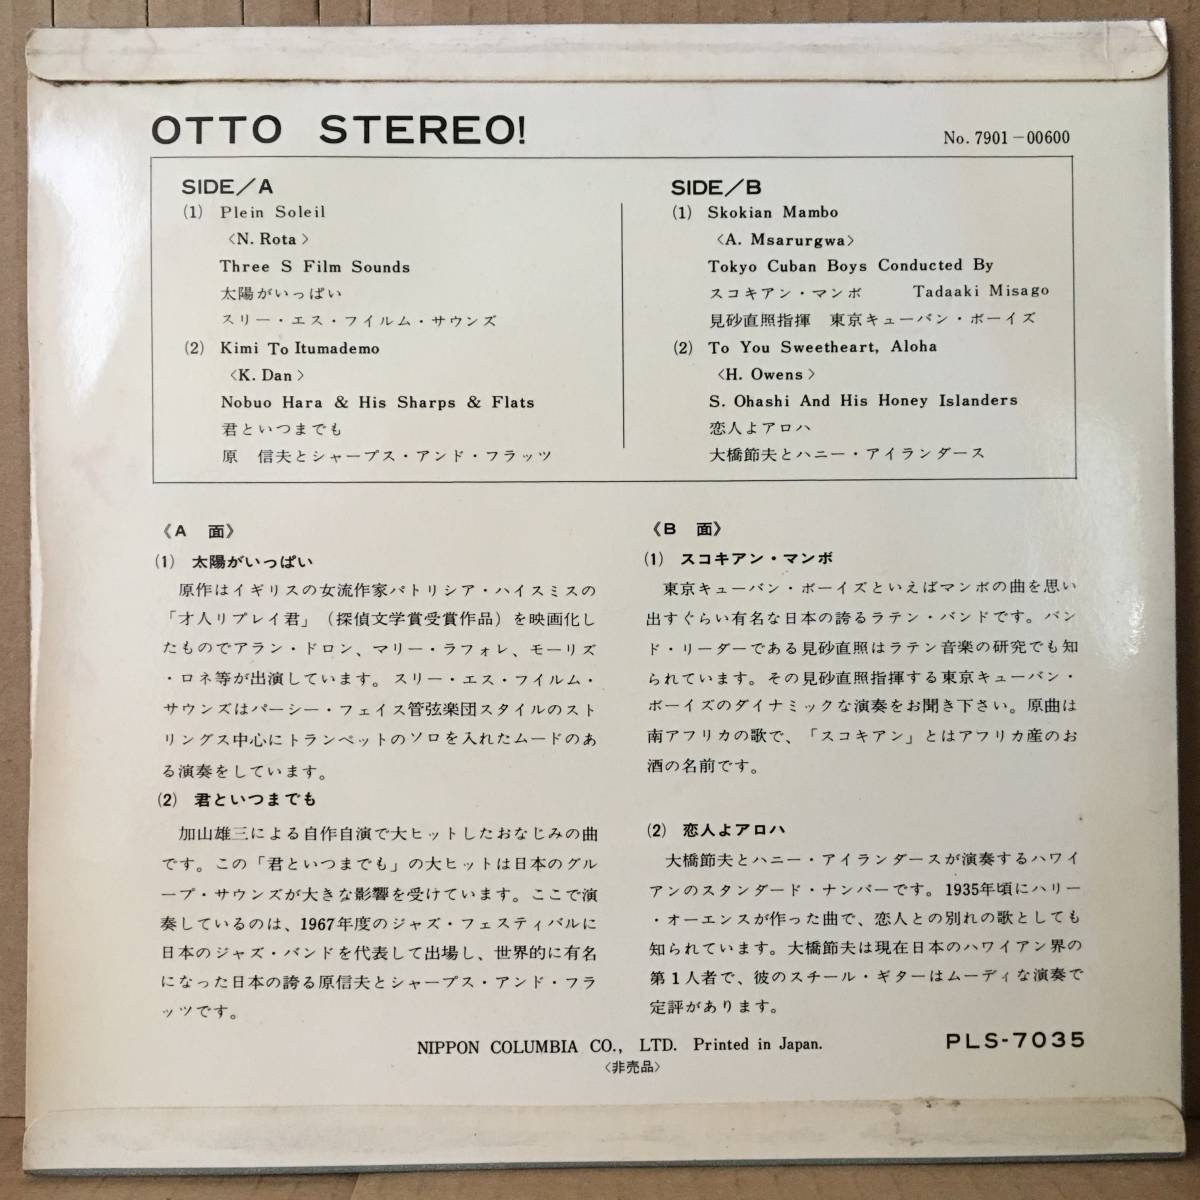 OTTO STEREO!
No. 7901-00600
SIDE/A
(1) Plein Soleil
〈N. Rota〉
Three S Film Sounds
太陽がいっぱい
スリー・エス・フイルム・サウンズ
(2) Kimi To Itumademo
〈K. Dan〉
Nobuo Hara & His Sharps & Flats
君といつまでも
原 信夫とシャープス・アンド・フラッツ
SIDE/B
(1) Skokian Mambo
〈A. Msarurgwa〉
Tokyo Cuban Boys Conducted By
スコキアン・マンボ Tadaaki Misago
見砂直照指揮 東京キューバン・ボーイズ
(2) To You Sweetheart, Aloha
〈H. Owens〉
S. Ohashi And His Honey Islanders
恋人よアロハ
大橋節夫とハニー・アイランダース
《A 面》
(1) 太陽がいっぱい
原作はイギリスの女流作家パトリシア・ハイスミスの
「才人リプレイ君」（探偵文学賞受賞作品）を映画化し
たものでアラン・ドロン、マリー・ラフォレ、モーリズ
・ロネ等が出演しています。スリー・エス・フイルム・
サウンズはパーシー・フェイス管弦楽団スタイルのスト
リングス中心にトランペットのソロを入れたムードのあ
る演奏をしています。
(2) 君といつまでも
加山雄三による自作自演で大ヒットしたおなじみの曲
です。この「君といつまでも」の大ヒットは日本のグル
ープ・サウンズが大きな影響を受けています。ここで演
奏しているのは、1967年度のジャズ・フェスティバルに
日本のジャズ・バンドを代表して出場し、世界的に有名
になった日本の誇る原信夫とシャープス・アンド・フラ
ッツです。
《B 面》
(1) スコキアン・マンボ
東京キューバン・ボーイズといえばマンボの曲を思い
出すぐらい有名な日本の誇るラテン・バンドです。バン
ド・リーダーである見砂直照はラテン音楽の研究でも知
られています。その見砂直照指揮する東京キューバン・
ボーイズのダイナミックな演奏をお聞き下さい。原曲は
南アフリカの歌で、「スコキアン」とはアフリカ産のお
酒の名前です。
(2) 恋人よアロハ
大橋節夫とハニー・アイランダースが演奏するハワイ
アンのスタンダード・ナンバーです。1935年頃にハリー
・オーエンスが作った曲で、恋人との別れの歌としても
知られています。大橋節夫は現在日本のハワイアン界の
第1人者で、彼のスチール・ギターはムーディな演奏で
定評があります。
NIPPON COLUMBIA CO., LTD. Printed in Japan.
〈非売品〉
PLS-7035